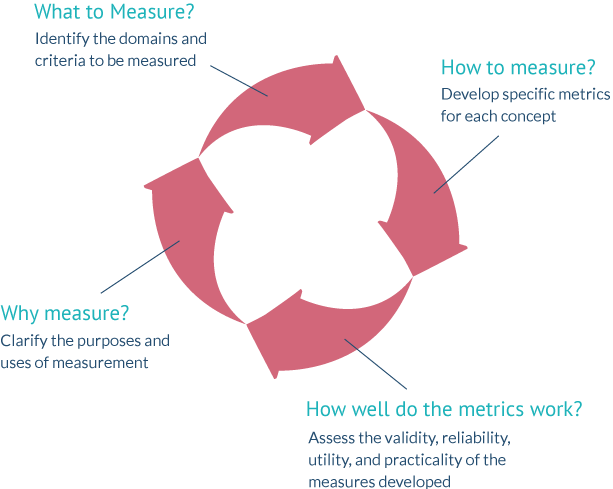 What to Measure?
Identify the domains and
criteria to be measured
How to measure?
Develop specific metrics
for each concept
Why measure?
Clarify the purposes and
uses of measurement
How well do the metrics work?
Assess the validity, reliability,
utility, and practicality of the
measures developed